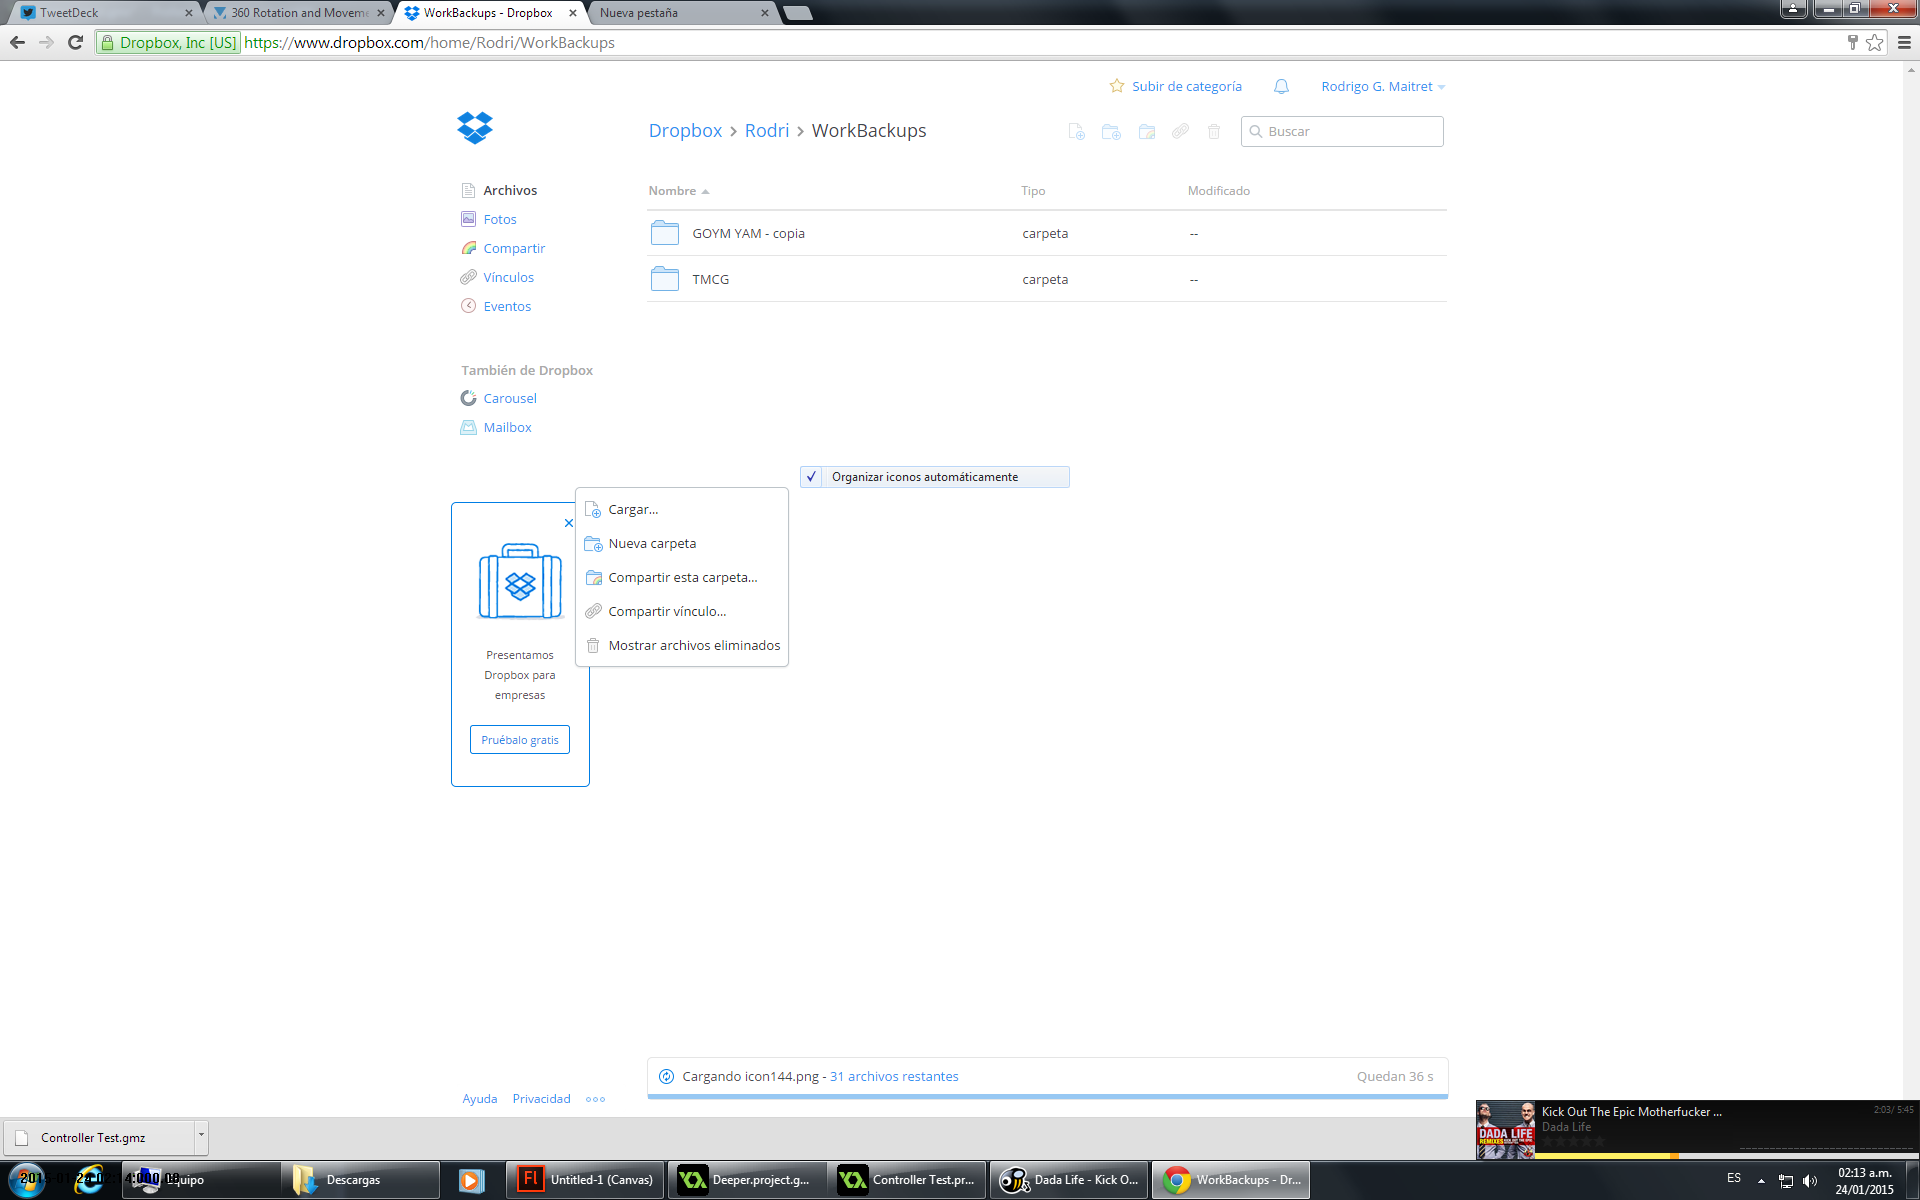 TweetDeck
360 Rotation and Moveme
WorkBackups - Dropbox
Nueva pestaña
Dropbox, Inc [US]
https://www.dropbox.com/home/Rodri/WorkBackups
Subir de categoría
Rodrigo G. Maitret
Dropbox › Rodri › WorkBackups
Buscar
Archivos
Fotos
Compartir
Vínculos
Eventos
También de Dropbox
Carousel
Mailbox
Nombre Tipo Modificado
GOYM YAM - copia carpeta --
TMCG carpeta --
Organizar iconos automáticamente
Cargar...
Nueva carpeta
Compartir esta carpeta...
Compartir vínculo...
Mostrar archivos eliminados
Presentamos
Dropbox para
empresas
Pruébalo gratis
Cargando icon144.png - 31 archivos restantes
Quedan 36 s
Ayuda Privacidad
Controller Test.gmz
Kick Out The Epic Motherfucker ...
2:03/ 5:45
Dada Life
DADA LIFE
Equipo
Descargas
Untitled-1 (Canvas)
Deeper.project.g...
Controller Test.pr...
Dada Life - Kick O...
WorkBackups - Dr...
ES
02:13 a.m.
24/01/2015